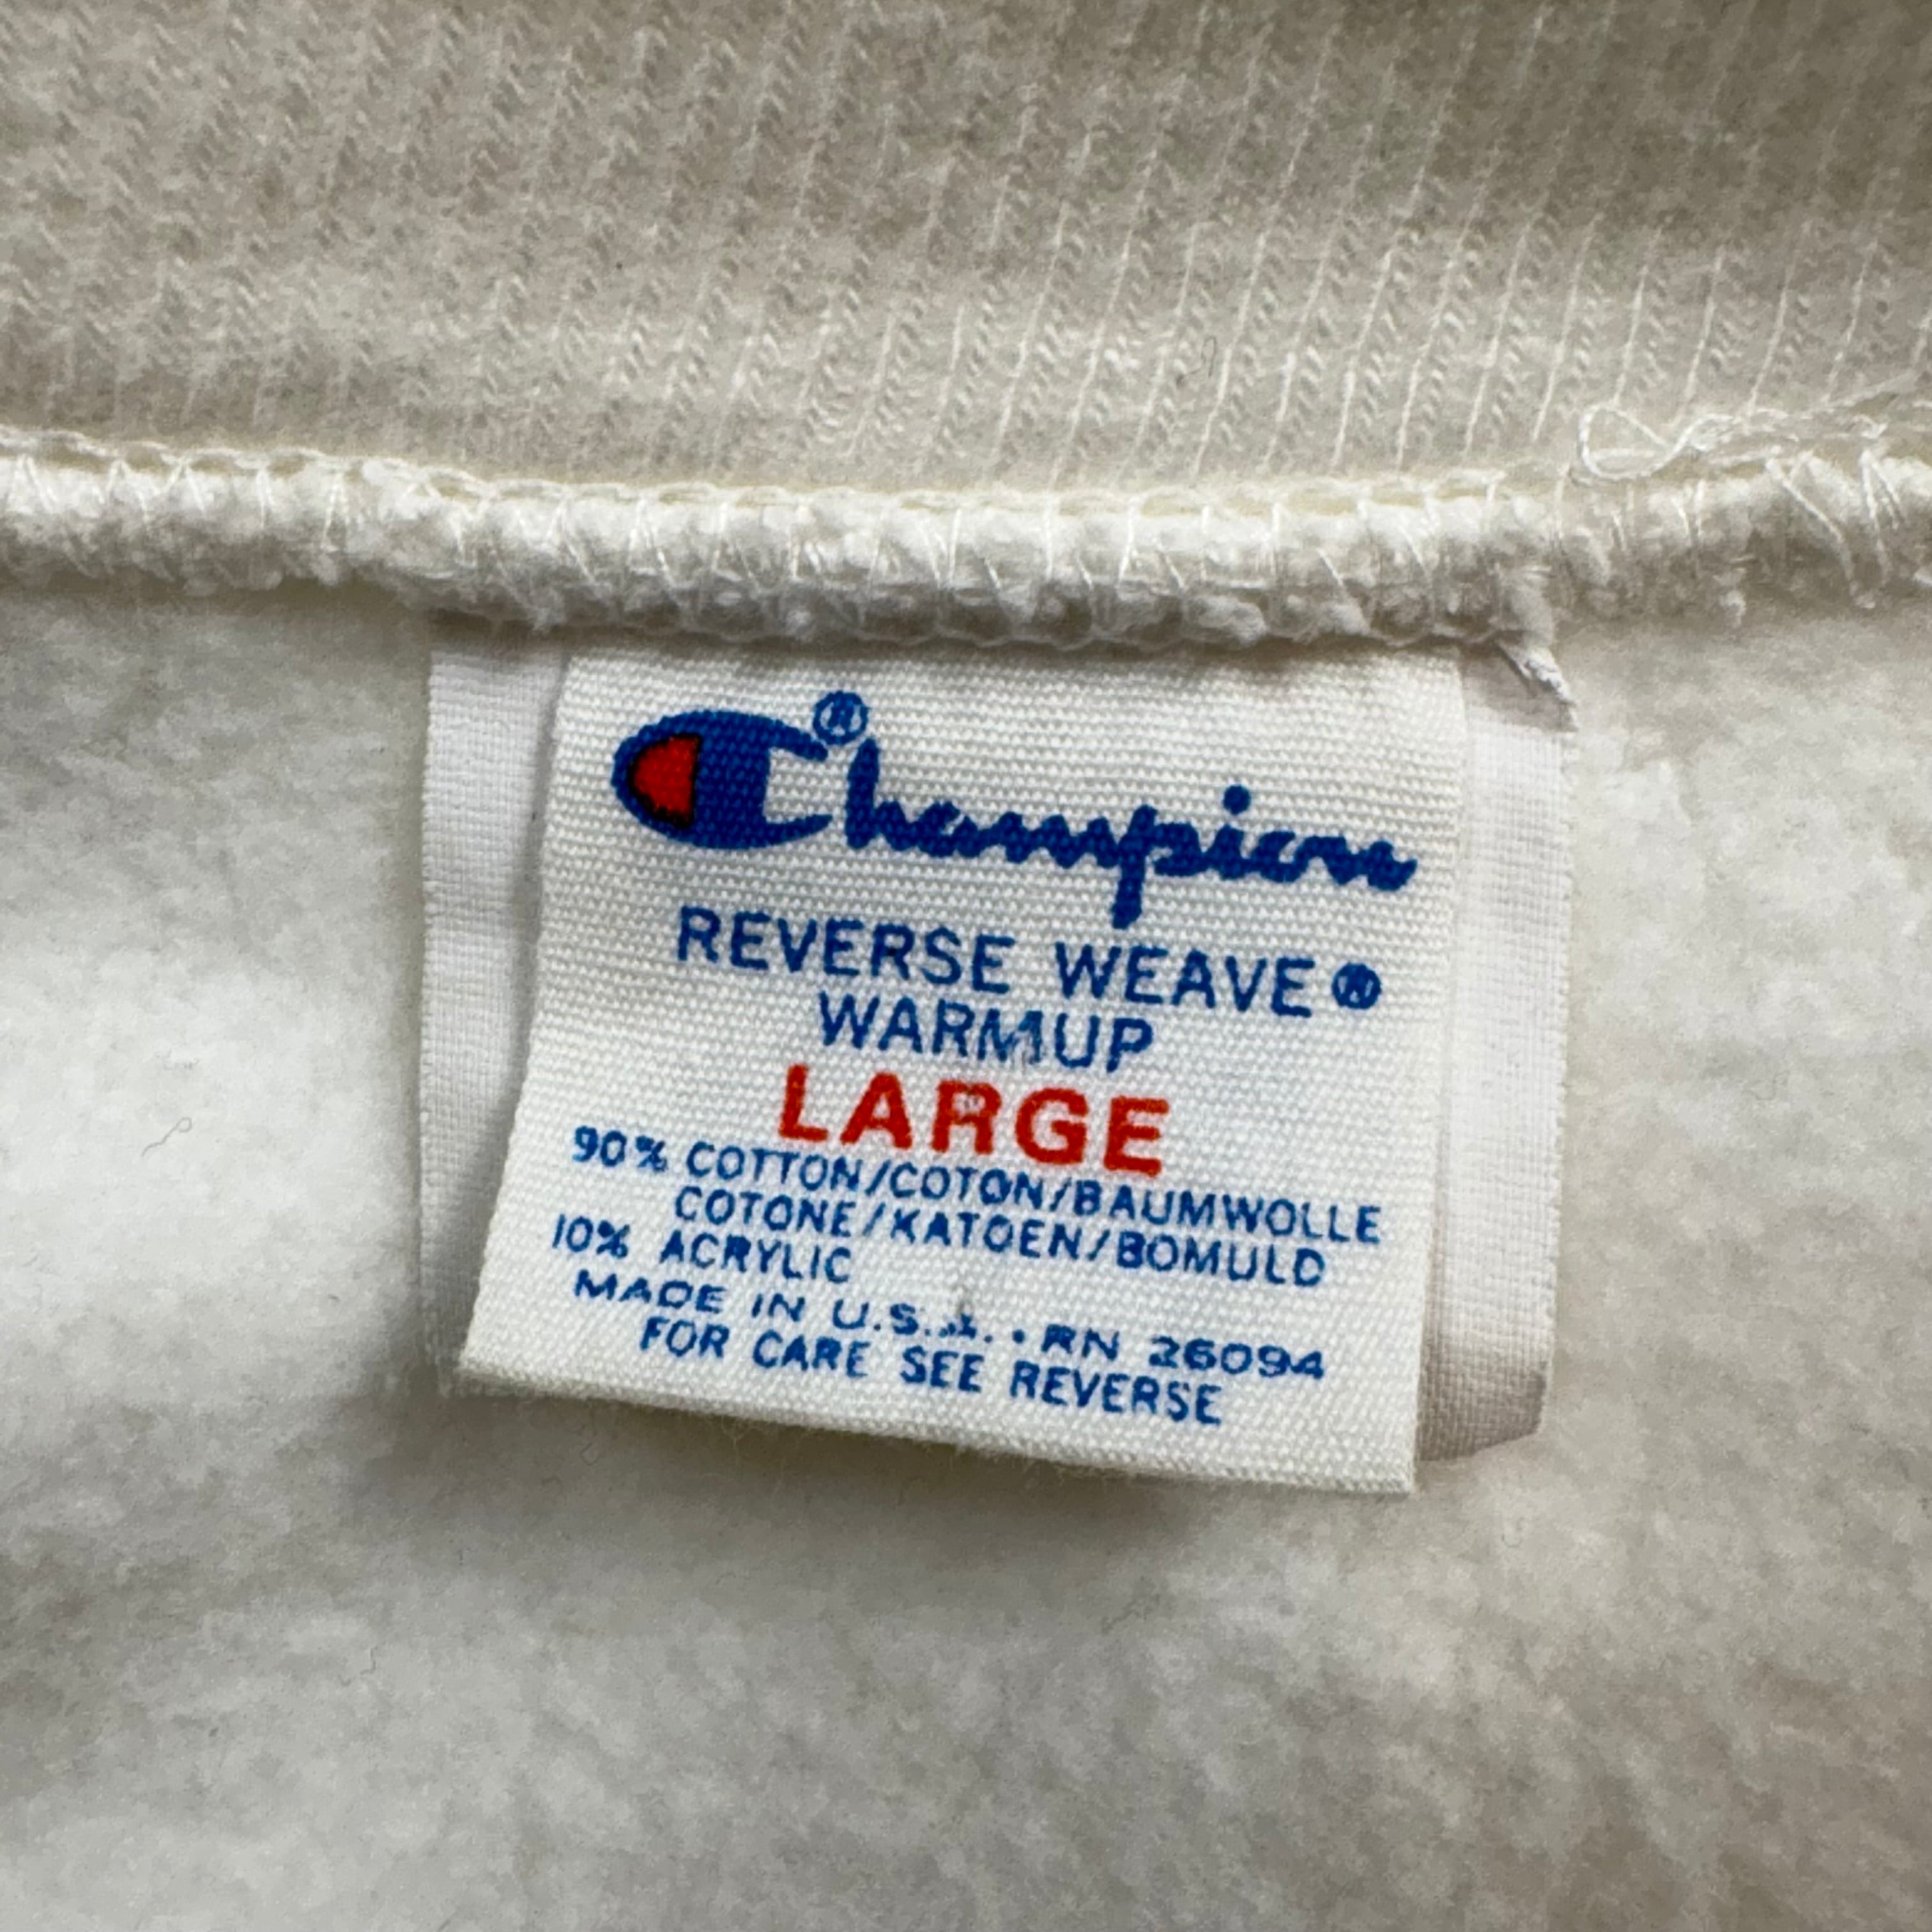 Champion®
REVERSE WEAVE®
WARMUP
LARGE
90% COTTON/COTON/BAUMWOLLE
COTONE/KATOEN/BOMULD
10% ACRYLIC
MADE IN U.S.A. • RN 26094
FOR CARE SEE REVERSE